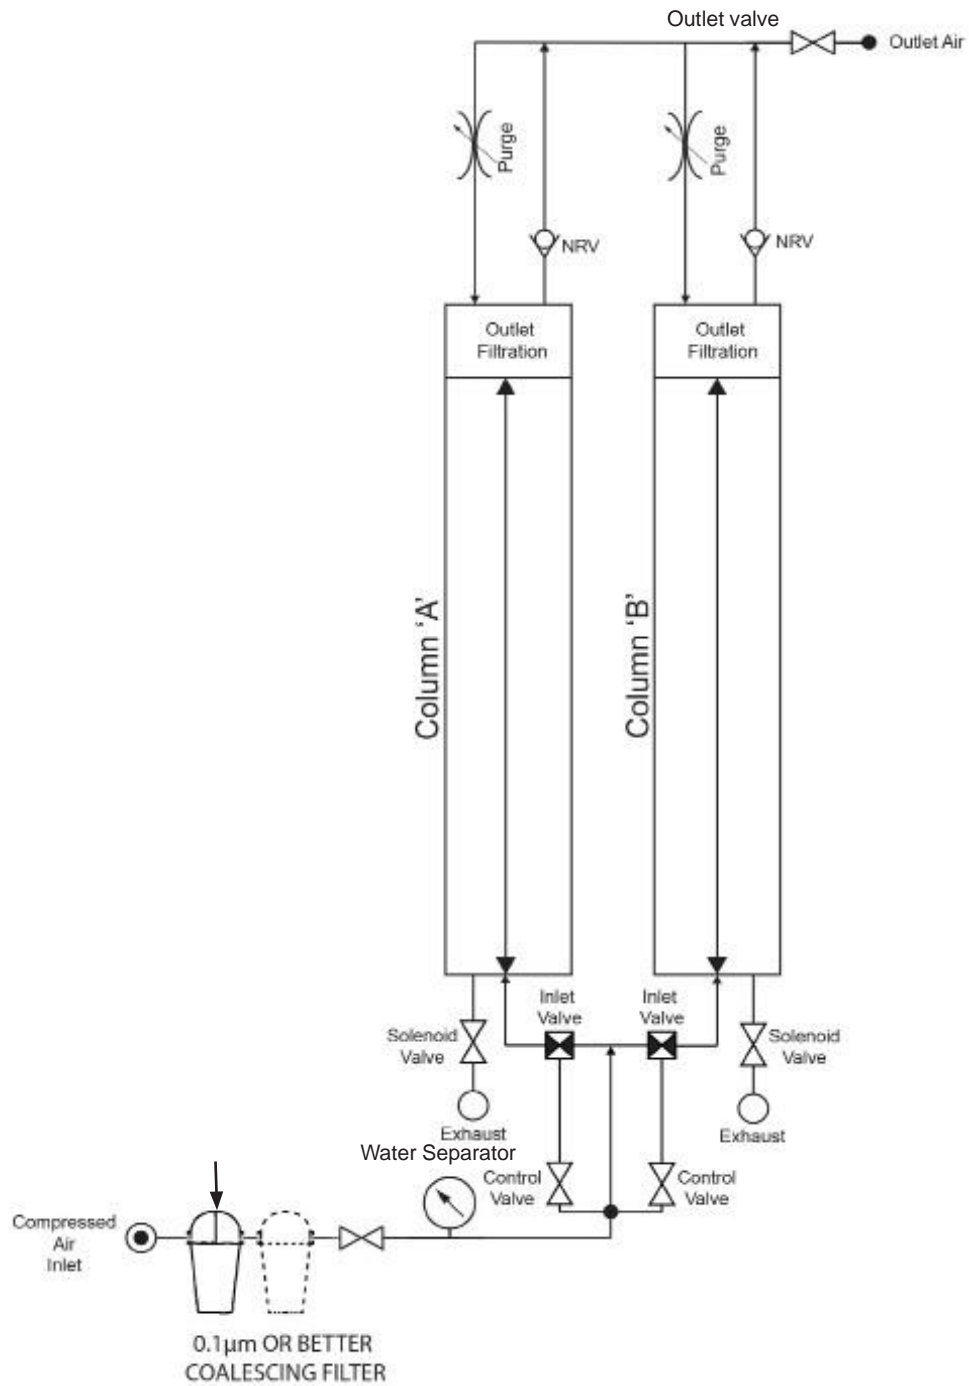 Outlet valve
Outlet Air
Purge
Purge
NRV
NRV
Outlet
Filtration
Outlet
Filtration
Column ‘A’
Column ‘B’
Inlet
Valve
Inlet
Valve
Solenoid
Valve
Solenoid
Valve
Exhaust
Exhaust
Water Separator
Control
Valve
Control
Valve
Compressed
Air
Inlet
0.1µm OR BETTER
COALESCING FILTER